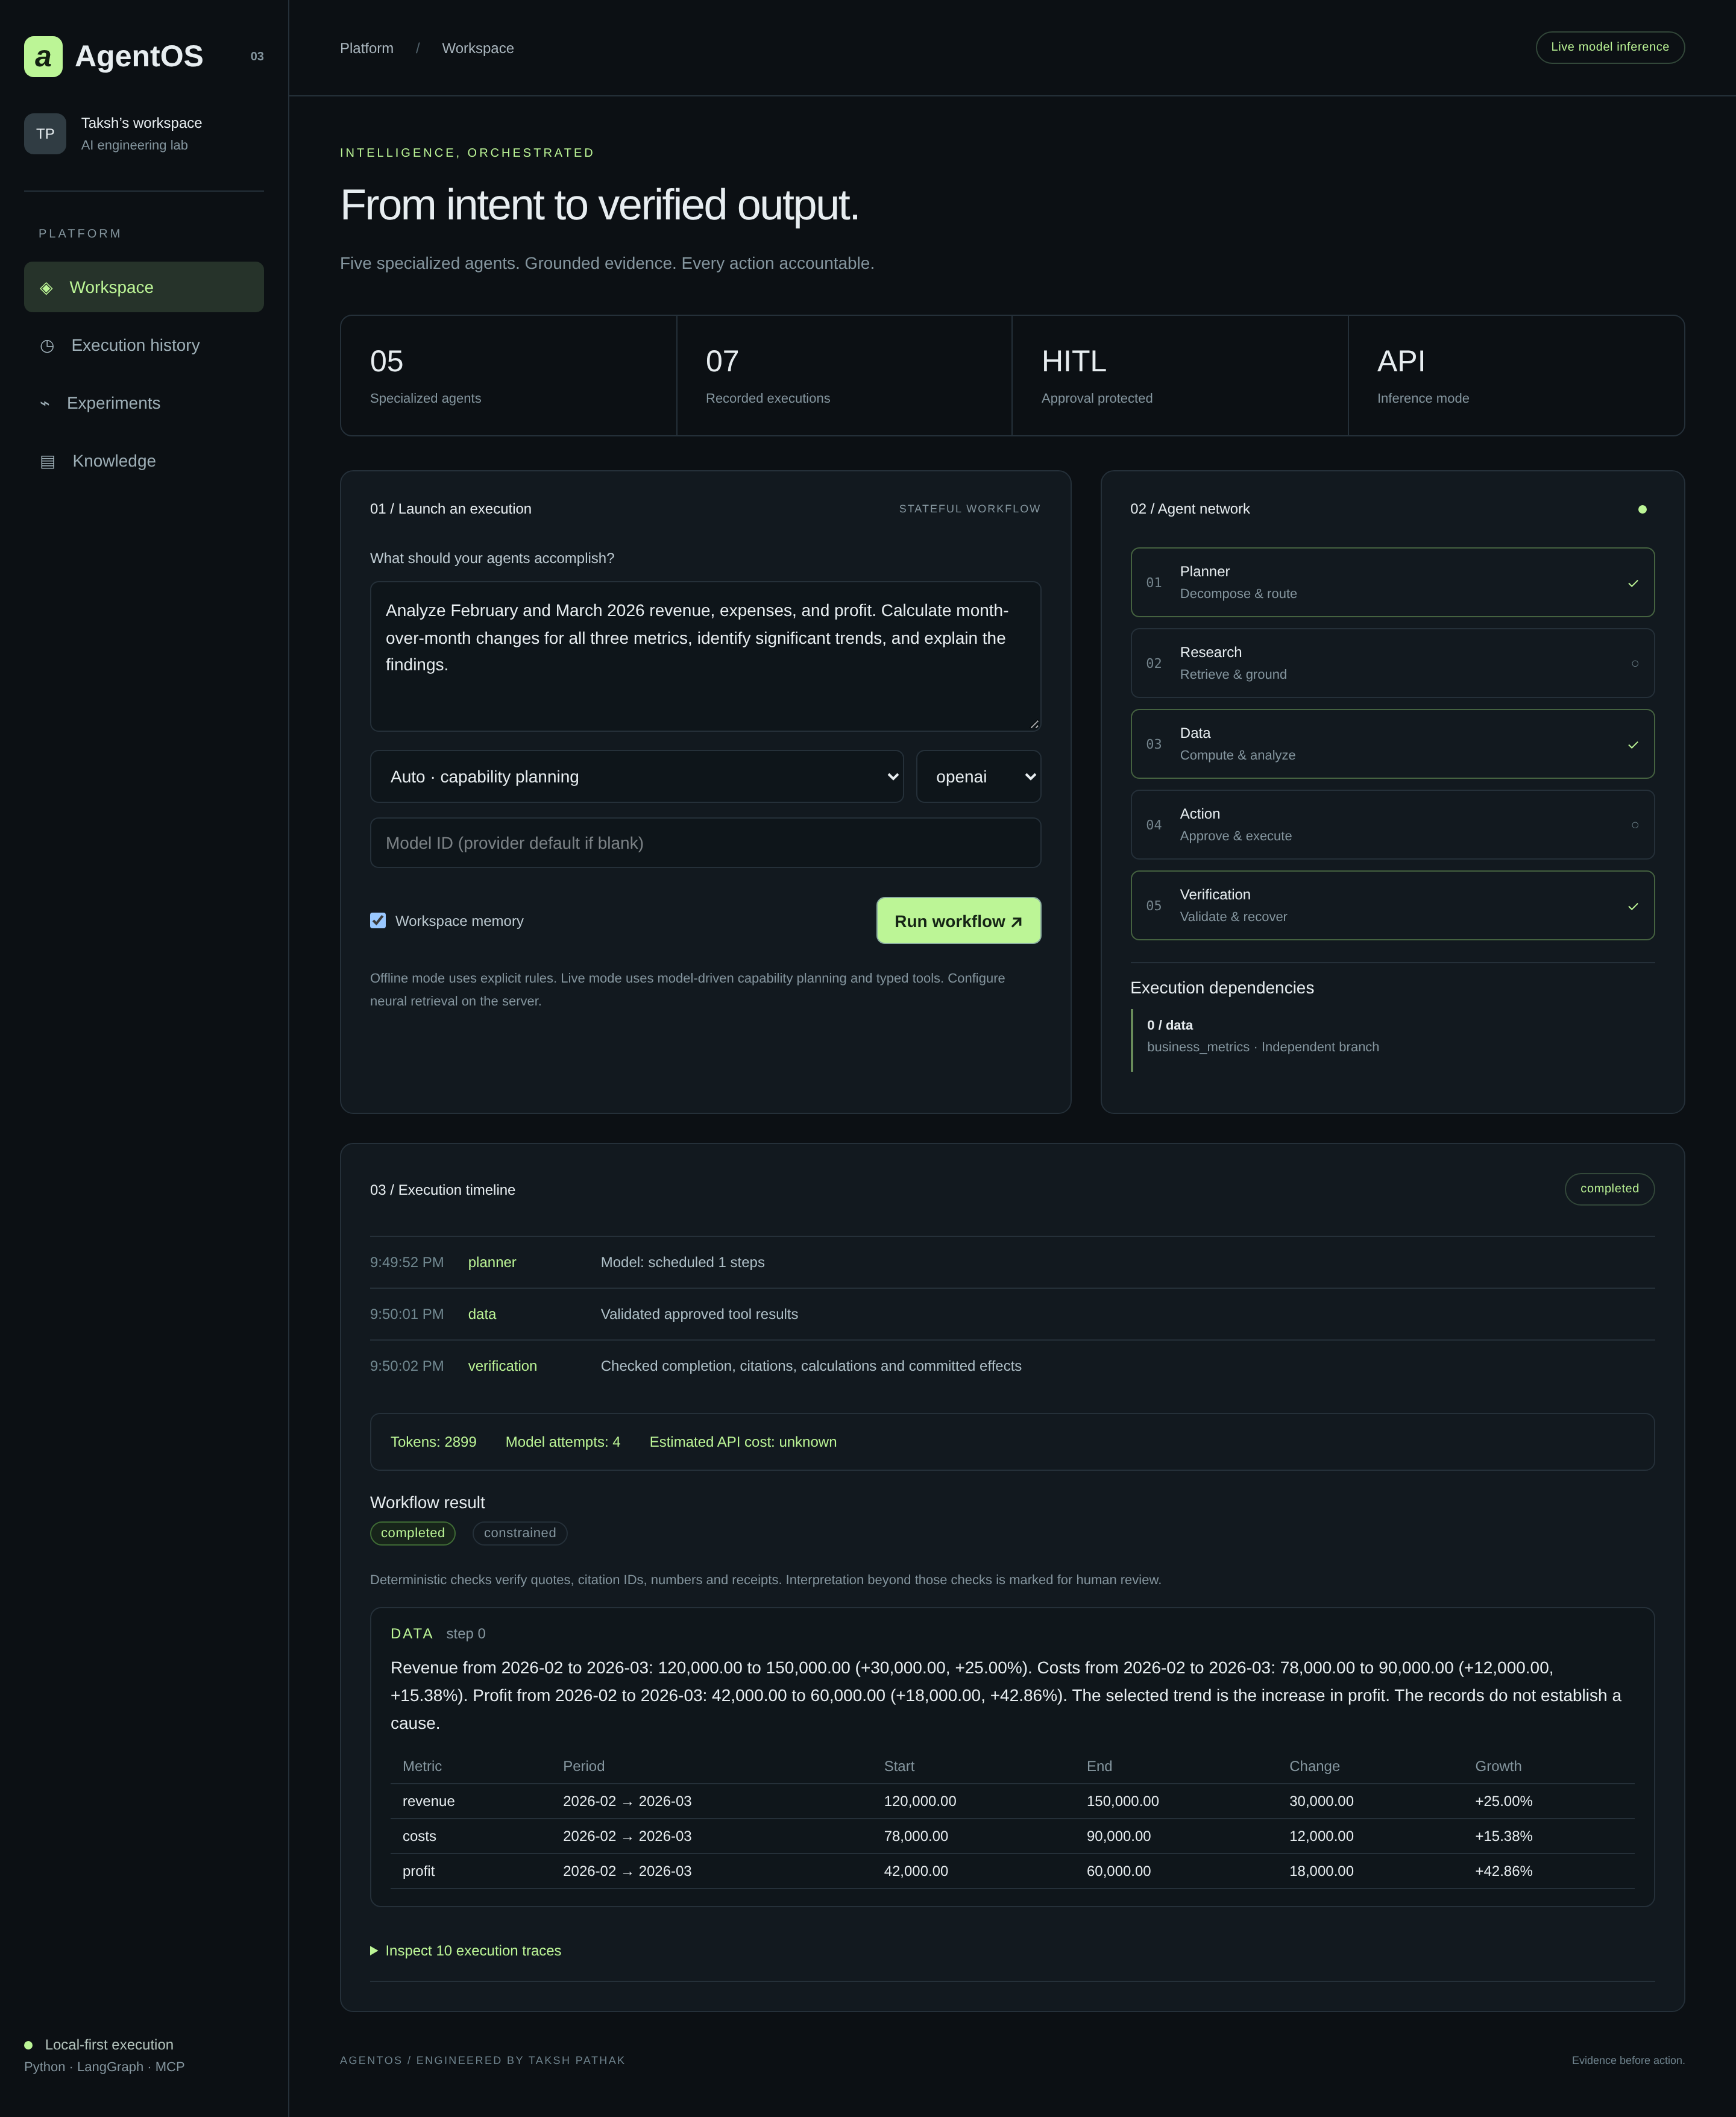 a AgentOS 03
TP
Taksh's workspace
AI engineering lab
PLATFORM
Workspace
Execution history
Experiments
Knowledge
Local-first execution
Python · LangGraph · MCP
Platform / Workspace
Live model inference
INTELLIGENCE, ORCHESTRATED
From intent to verified output.
Five specialized agents. Grounded evidence. Every action accountable.
05
Specialized agents
07
Recorded executions
HITL
Approval protected
API
Inference mode
01 / Launch an execution
STATEFUL WORKFLOW
What should your agents accomplish?
Analyze February and March 2026 revenue, expenses, and profit. Calculate month-
over-month changes for all three metrics, identify significant trends, and explain the
findings.
Auto · capability planning
openai
Model ID (provider default if blank)
Workspace memory
Run workflow ↗
Offline mode uses explicit rules. Live mode uses model-driven capability planning and typed tools. Configure
neural retrieval on the server.
02 / Agent network
01
Planner
Decompose & route
✓
02
Research
Retrieve & ground
○
03
Data
Compute & analyze
✓
04
Action
Approve & execute
○
05
Verification
Validate & recover
✓
Execution dependencies
0 / data
business_metrics · Independent branch
03 / Execution timeline
completed
9:49:52 PM planner Model: scheduled 1 steps
9:50:01 PM data Validated approved tool results
9:50:02 PM verification Checked completion, citations, calculations and committed effects
Tokens: 2899 Model attempts: 4 Estimated API cost: unknown
Workflow result
completed constrained
Deterministic checks verify quotes, citation IDs, numbers and receipts. Interpretation beyond those checks is marked for human review.
DATA step 0
Revenue from 2026-02 to 2026-03: 120,000.00 to 150,000.00 (+30,000.00, +25.00%). Costs from 2026-02 to 2026-03: 78,000.00 to 90,000.00 (+12,000.00,
+15.38%). Profit from 2026-02 to 2026-03: 42,000.00 to 60,000.00 (+18,000.00, +42.86%). The selected trend is the increase in profit. The records do not establish a
cause.
Metric Period Start End Change Growth
revenue 2026-02 → 2026-03 120,000.00 150,000.00 30,000.00 +25.00%
costs 2026-02 → 2026-03 78,000.00 90,000.00 12,000.00 +15.38%
profit 2026-02 → 2026-03 42,000.00 60,000.00 18,000.00 +42.86%
Inspect 10 execution traces
AGENTOS / ENGINEERED BY TAKSH PATHAK
Evidence before action.